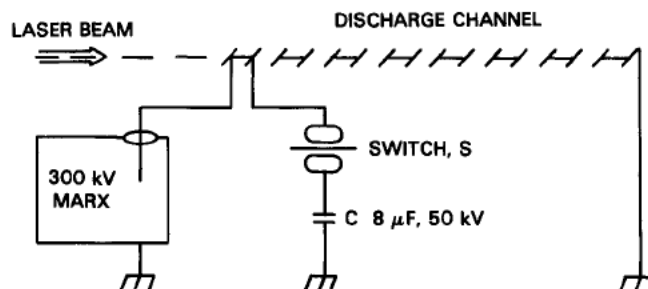 DISCHARGE CHANNEL
LASER BEAM
SWITCH, S
300 kV
MARX
C 8 μF, 50 kV